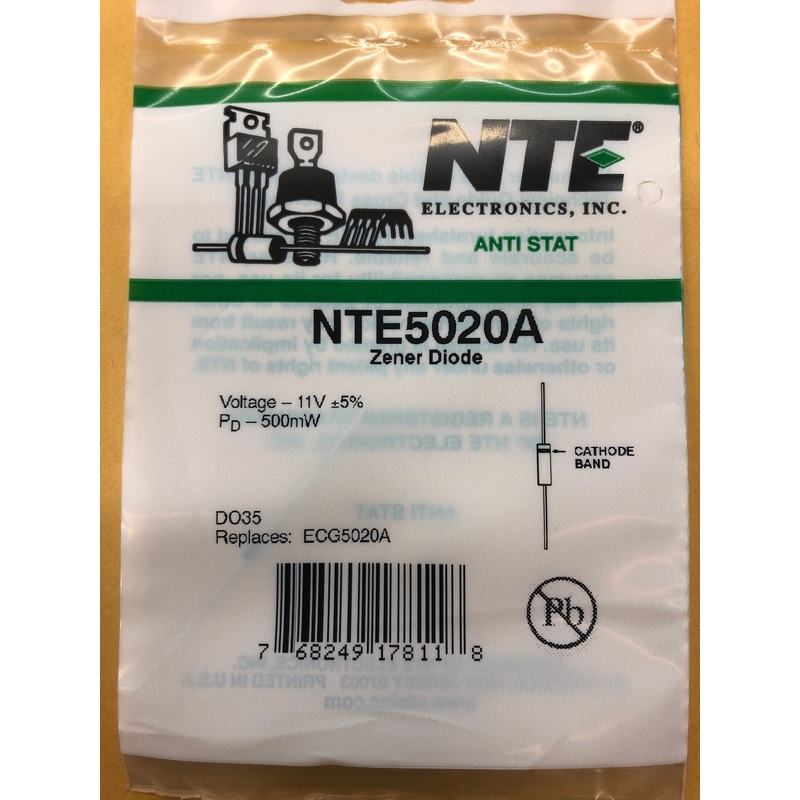 NTE®
ELECTRONICS, INC.
ANTI STAT
NTE5020A
Zener Diode
Voltage – 11V ±5%
PD – 500mW
CATHODE
BAND
DO35
Replaces: ECG5020A
Pb
7 68249 17811 8